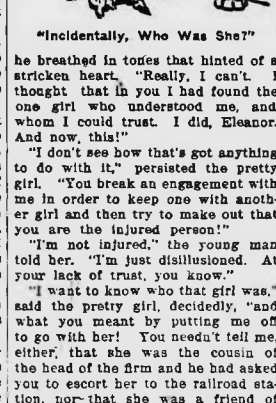 "Incidentally, Who Was She?"
he breathed in tones that hinted of a
stricken heart. "Really, I can't. I
thought that in you I had found the
one girl who understood me, and
whom I could trust. I did, Eleanor.
And now, this!"
"I don't see how that's got anything
to do with it," persisted the pretty
girl. "You break an engagement with
me in order to keep one with anoth-
er girl and then try to make out that
you are the injured person!"
"I'm not injured," the young man
told her. "I'm just disillusioned. At
your lack of trust, you know."
"I want to know who that girl was,"
said the pretty girl, decidedly, "and
what you meant by putting me off
to go with her! You needn't tell me,
either, that she was the cousin of
the head of the firm and he had asked
you to escort her to the railroad sta-
tion, nor that she was a friend of